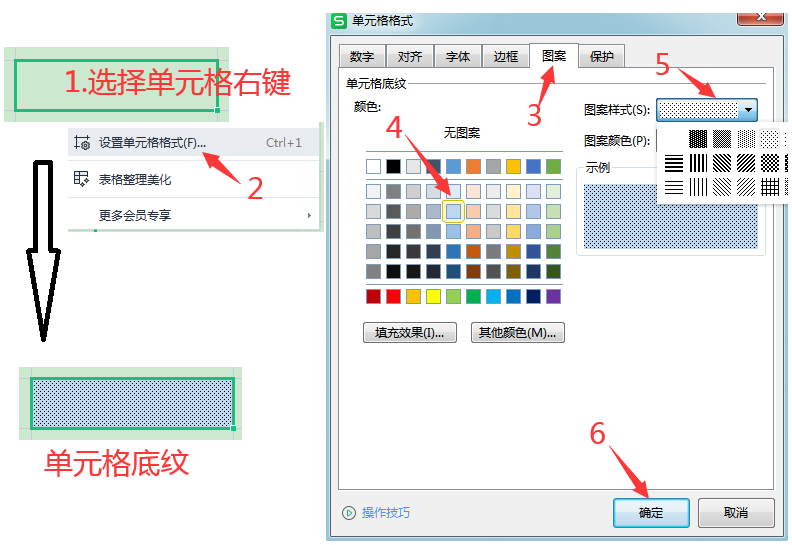 1.选择单元格右键
设置单元格格式(F)... Ctrl+1
2
表格整理美化
更多会员专享
单元格底纹
S 单元格格式
数字 对齐 字体 边框 图案 保护
3
单元格底纹
颜色:
4
无图案
5
图案样式(S):
图案颜色(P):
示例
填充效果(I)... 其他颜色(M)...
6
操作技巧
确定 取消